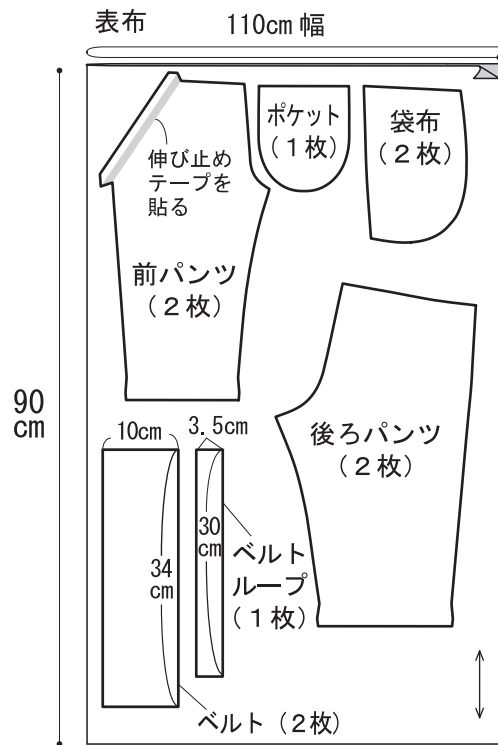 表布
110cm 幅
伸び止め
テープを
貼る
ポケット
（１枚）
袋布
（２枚）
前パンツ
（２枚）
90
cm
後ろパンツ
（２枚）
10cm
3.5cm
34
cm
30
cm
ベルト
ループ
（１枚）
ベルト（２枚）